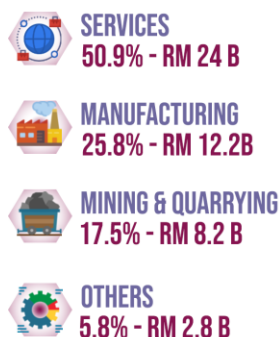 SERVICES
50.9% - RM 24 B
MANUFACTURING
25.8% - RM 12.2B
MINING & QUARRYING
17.5% - RM 8.2 B
OTHERS
5.8% - RM 2.8 B